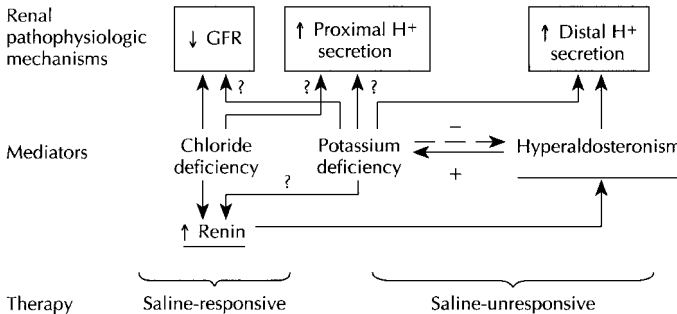 Renal
pathophysiologic
mechanisms
↓ GFR
↑ Proximal H+
secretion
↑ Distal H+
secretion
?
?
?
Mediators
Chloride
deficiency
Potassium
deficiency
−
+
Hyperaldosteronism
?
↑ Renin
Therapy
Saline-responsive
Saline-unresponsive